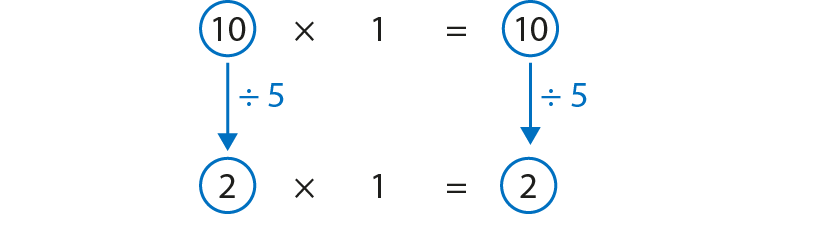 10 × 1 = 10
÷ 5 ÷ 5
2 × 1 = 2